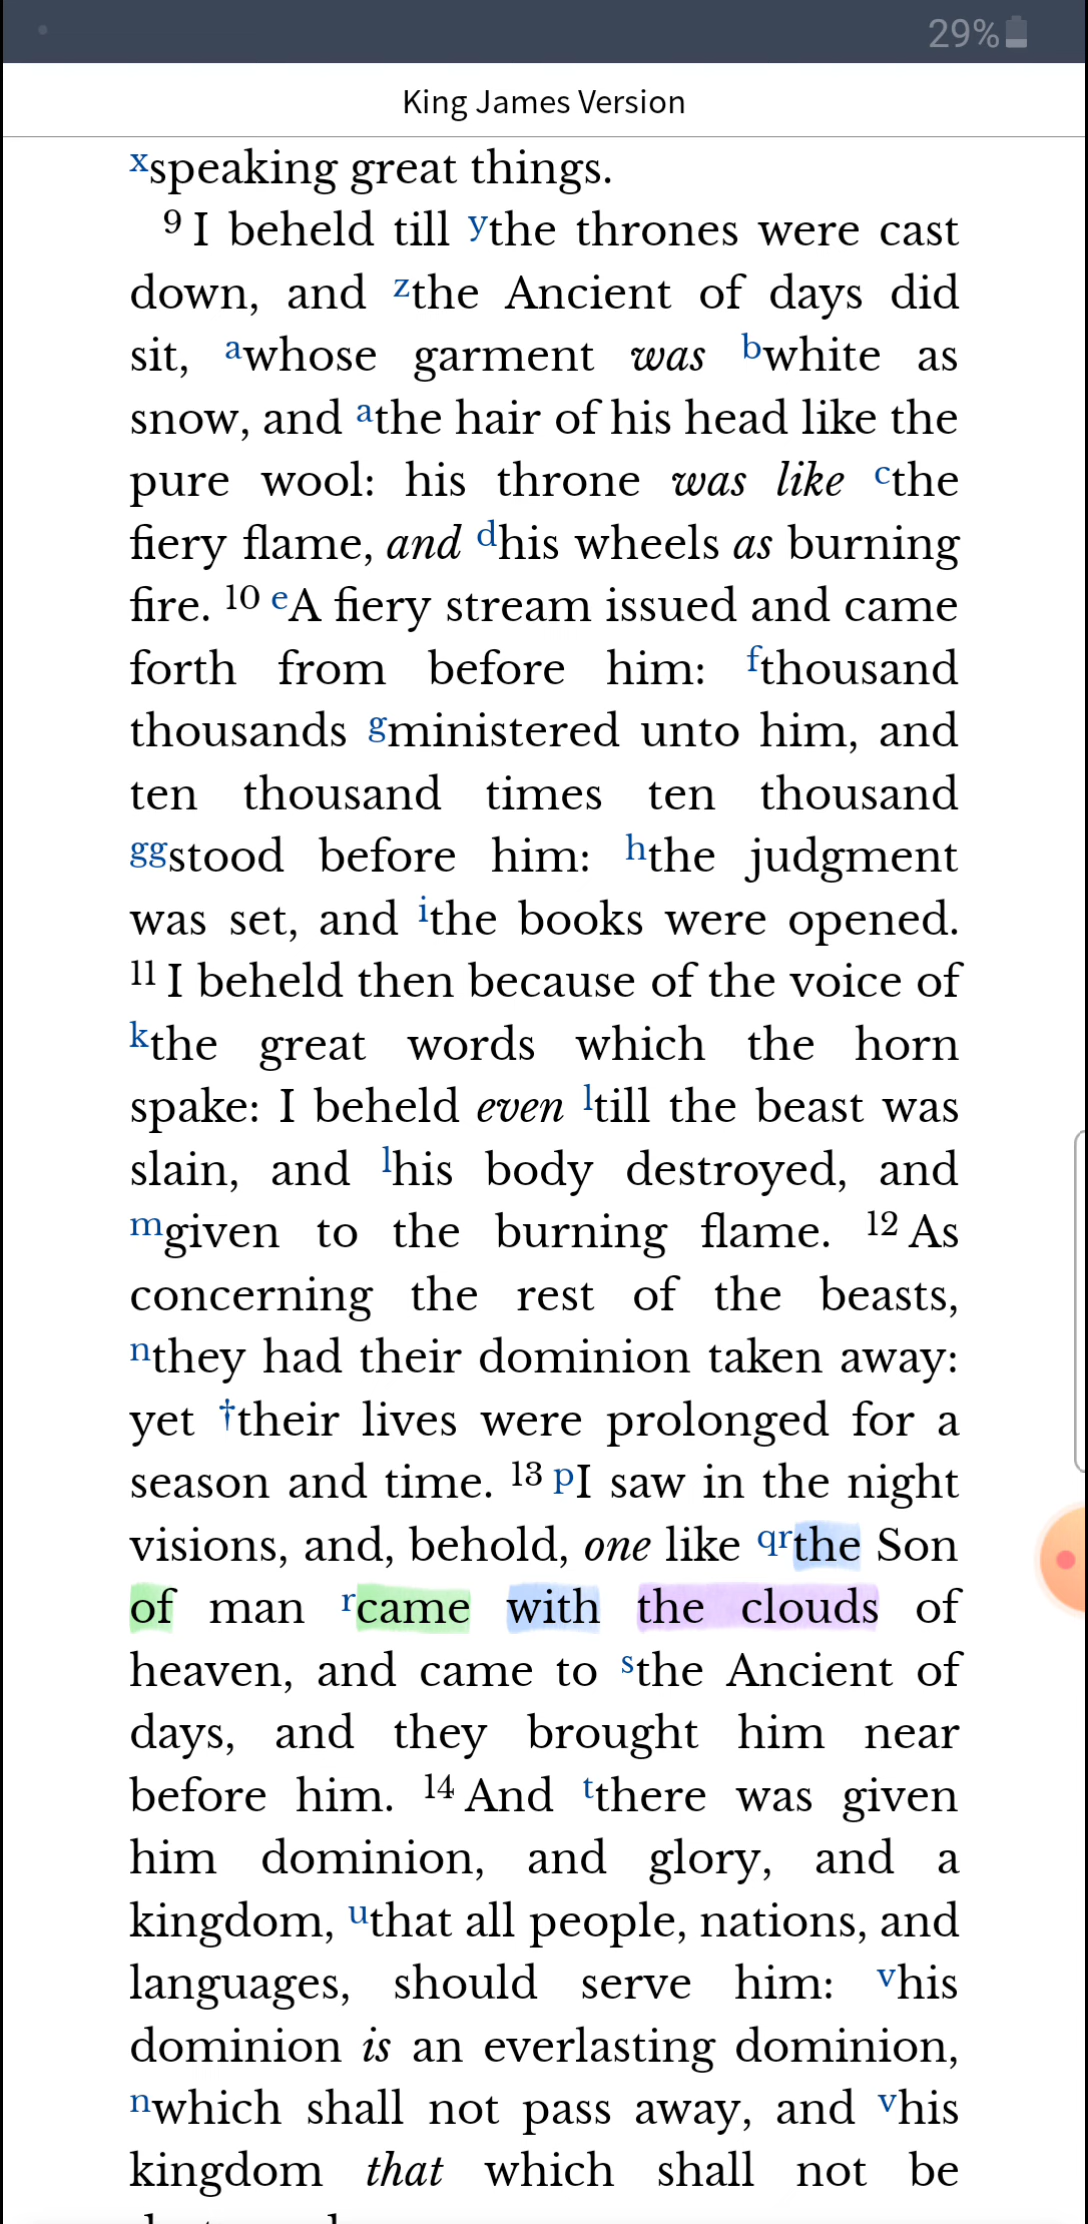 29%
King James Version
xspeaking great things.
9 I beheld till ythe thrones were cast
down, and zthe Ancient of days did
sit, awhose garment was bwhite as
snow, and athe hair of his head like the
pure wool: his throne was like cthe
fiery flame, and dhis wheels as burning
fire. 10 eA fiery stream issued and came
forth from before him: fthousand
thousands gministered unto him, and
ten thousand times ten thousand
ggstood before him: hthe judgment
was set, and ithe books were opened.
11 I beheld then because of the voice of
kthe great words which the horn
spake: I beheld even ltill the beast was
slain, and lhis body destroyed, and
mgiven to the burning flame. 12 As
concerning the rest of the beasts,
nthey had their dominion taken away:
yet †their lives were prolonged for a
season and time. 13 pI saw in the night
visions, and, behold, one like qrthe Son
of man rcame with the clouds of
heaven, and came to sthe Ancient of
days, and they brought him near
before him. 14 And tthere was given
him dominion, and glory, and a
kingdom, uthat all people, nations, and
languages, should serve him: vhis
dominion is an everlasting dominion,
nwhich shall not pass away, and vhis
kingdom that which shall not be